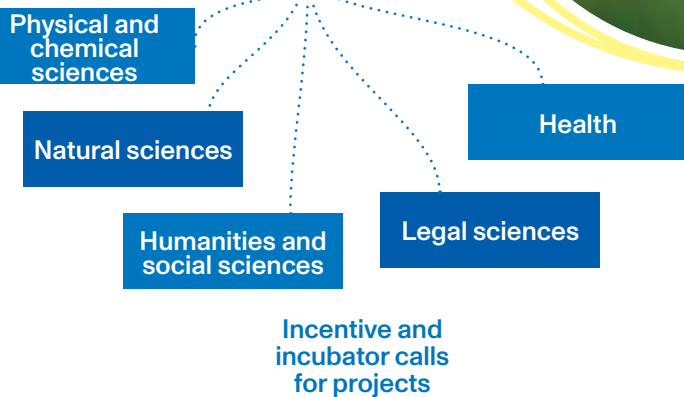 Physical and
chemical
sciences
Natural sciences
Humanities and
social sciences
Legal sciences
Health
Incentive and
incubator calls
for projects